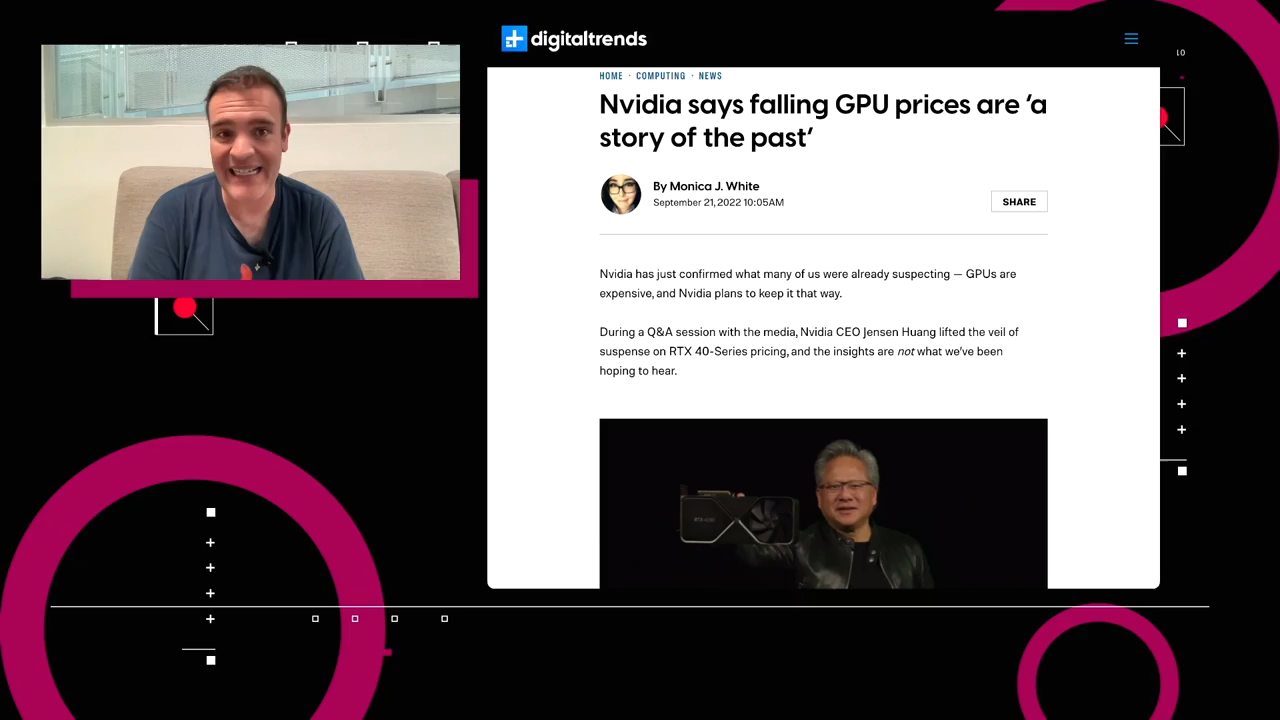 digitaltrends
HOME · COMPUTING · NEWS
Nvidia says falling GPU prices are ‘a
story of the past’
By Monica J. White
September 21, 2022 10:05AM
SHARE
Nvidia has just confirmed what many of us were already suspecting — GPUs are
expensive, and Nvidia plans to keep it that way.
During a Q&A session with the media, Nvidia CEO Jensen Huang lifted the veil of
suspense on RTX 40-Series pricing, and the insights are not what we’ve been
hoping to hear.